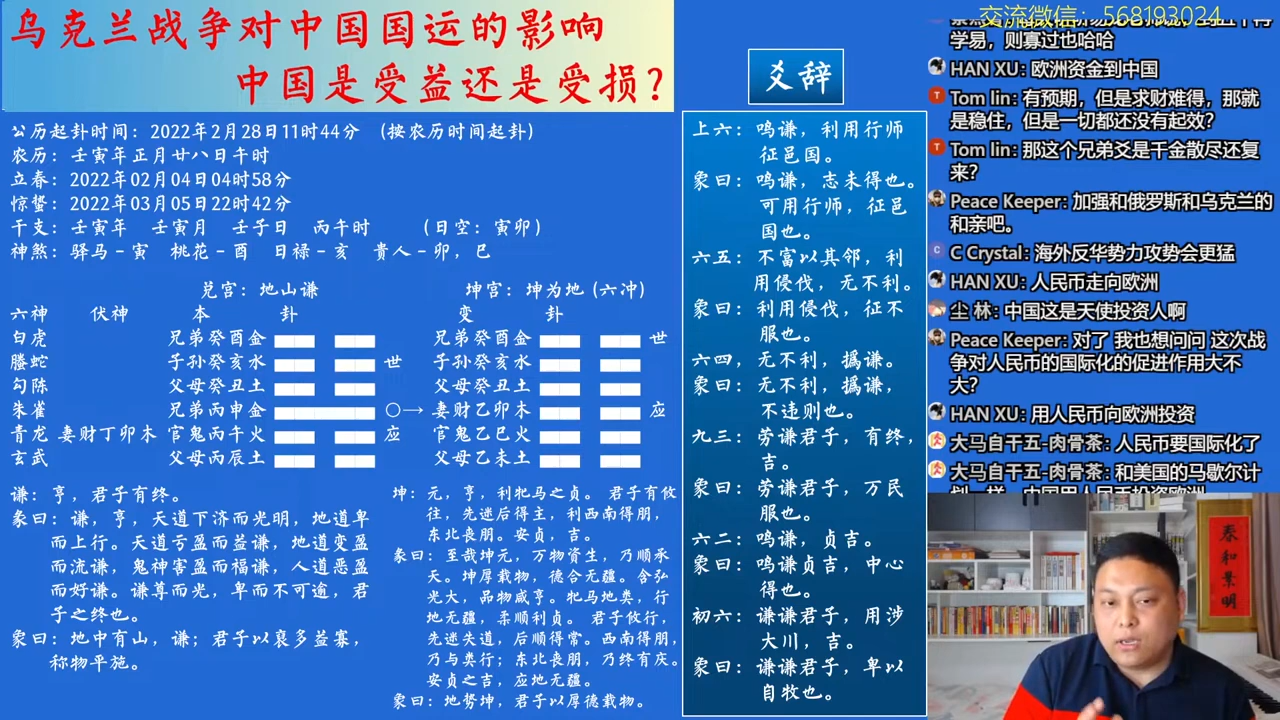 乌克兰战争对中国国运的影响
中国是受益还是受损？
公历起卦时间：2022年2月28日11时44分 （按农历时间起卦）
农历：壬寅年正月廿八日午时
立春：2022年02月04日04时58分
惊蛰：2022年03月05日22时42分
干支：壬寅年 壬寅月 壬子日 丙午时 （日空：寅卯）
神煞：驿马－寅 桃花－酉 日禄－亥 贵人－卯，巳
兑宫：地山谦 坤宫：坤为地（六冲）
六神 伏神 本 卦 变 卦
白虎 兄弟癸酉金 兄弟癸酉金 世
螣蛇 子孙癸亥水 世 子孙癸亥水
勾陈 父母癸丑土 父母癸丑土
朱雀 兄弟丙申金 〇→ 妻财乙卯木 应
青龙 妻财丁卯木 官鬼丙午火 应 官鬼乙巳火
玄武 父母丙辰土 父母乙未土
谦：亨，君子有终。
彖曰：谦，亨，天道下济而光明，地道卑
而上行。天道亏盈而益谦，地道变盈
而流谦，鬼神害盈而福谦，人道恶盈
而好谦。谦尊而光，卑而不可逾，君
子之终也。
象曰：地中有山，谦；君子以裒多益寡，
称物平施。
坤：元，亨，利牝马之贞。 君子有攸
往，先迷后得主，利西南得朋，
东北丧朋。安贞，吉。
彖曰：至哉坤元，万物资生，乃顺承
天。坤厚载物，德合无疆。含弘
光大，品物咸亨。牝马地类，行
地无疆，柔顺利贞。 君子攸行，
先迷失道，后顺得常。西南得朋，
乃与类行；东北丧朋，乃终有庆。
安贞之吉，应地无疆。
象曰：地势坤，君子以厚德载物。
爻辞
上六：鸣谦，利用行师
征邑国。
象曰：鸣谦，志未得也。
可用行师，征邑
国也。
六五：不富以其邻，利
用侵伐，无不利。
象曰：利用侵伐，征不
服也。
六四，无不利，撝谦。
象曰：无不利，撝谦，
不违则也。
九三：劳谦君子，有终，
吉。
象曰：劳谦君子，万民
服也。
六二：鸣谦，贞吉。
象曰：鸣谦贞吉，中心
得也。
初六：谦谦君子，用涉
大川，吉。
象曰：谦谦君子，卑以
自牧也。
交流微信：568193024
学易，则寡过也哈哈
HAN XU: 欧洲资金到中国
Tom lin: 有预期，但是求财难得，那就
是稳住，但是一切都还没有起效？
Tom lin: 那这个兄弟爻是千金散尽还复
来？
Peace Keeper: 加强和俄罗斯和乌克兰的
和亲吧。
C Crystal: 海外反华势力攻势会更猛
HAN XU: 人民币走向欧洲
尘 林: 中国这是天使投资人啊
Peace Keeper: 对了 我也想问问 这次战
争对人民币的国际化的促进作用大不
大？
HAN XU: 用人民币向欧洲投资
大马自干五-肉骨茶: 人民币要国际化了
大马自干五-肉骨茶: 和美国的马歇尔计
划一样，中国用人民币投资欧洲
春和景明